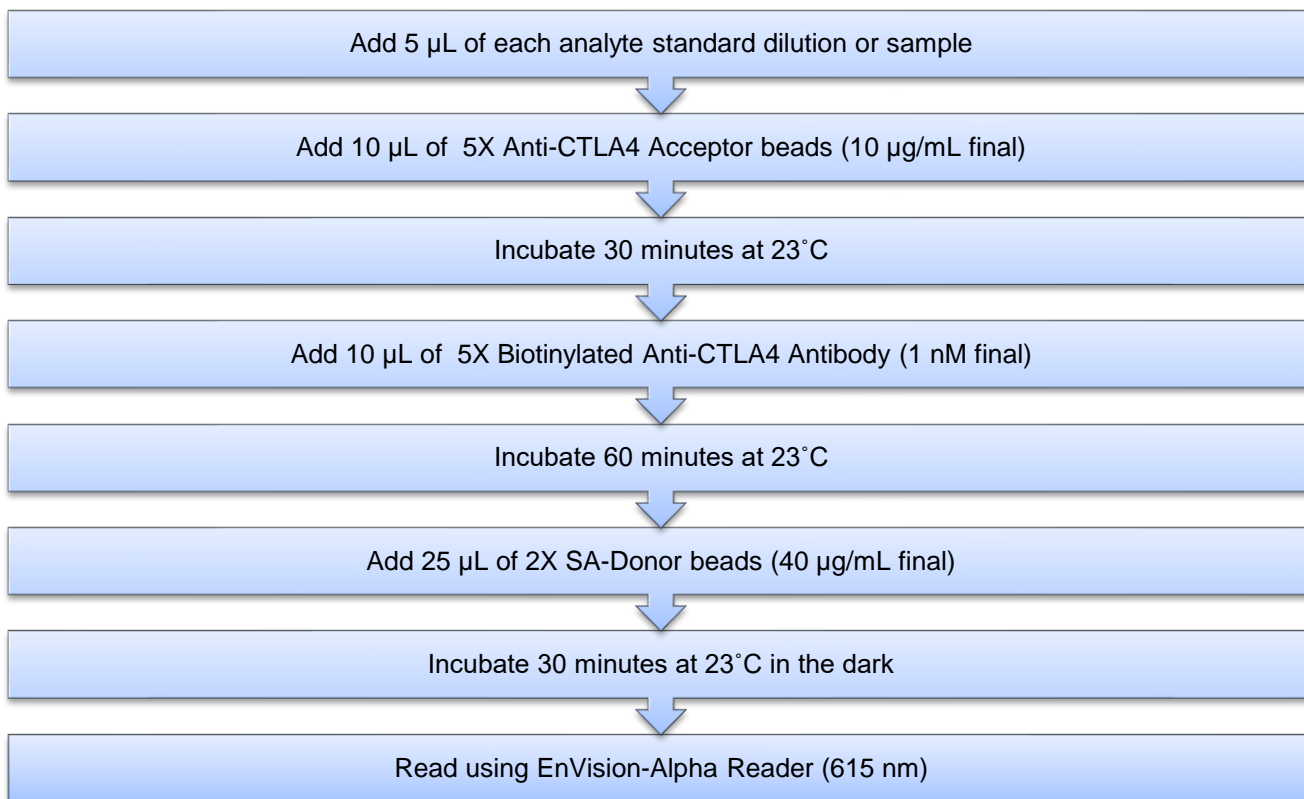 Add 5 µL of each analyte standard dilution or sample
Add 10 µL of  5X Anti-CTLA4 Acceptor beads (10 µg/mL final)
Incubate 30 minutes at 23˚C
Add 10 µL of  5X Biotinylated Anti-CTLA4 Antibody (1 nM final)
Incubate 60 minutes at 23˚C
Add 25 µL of 2X SA-Donor beads (40 µg/mL final)
Incubate 30 minutes at 23˚C in the dark
Read using EnVision-Alpha Reader (615 nm)